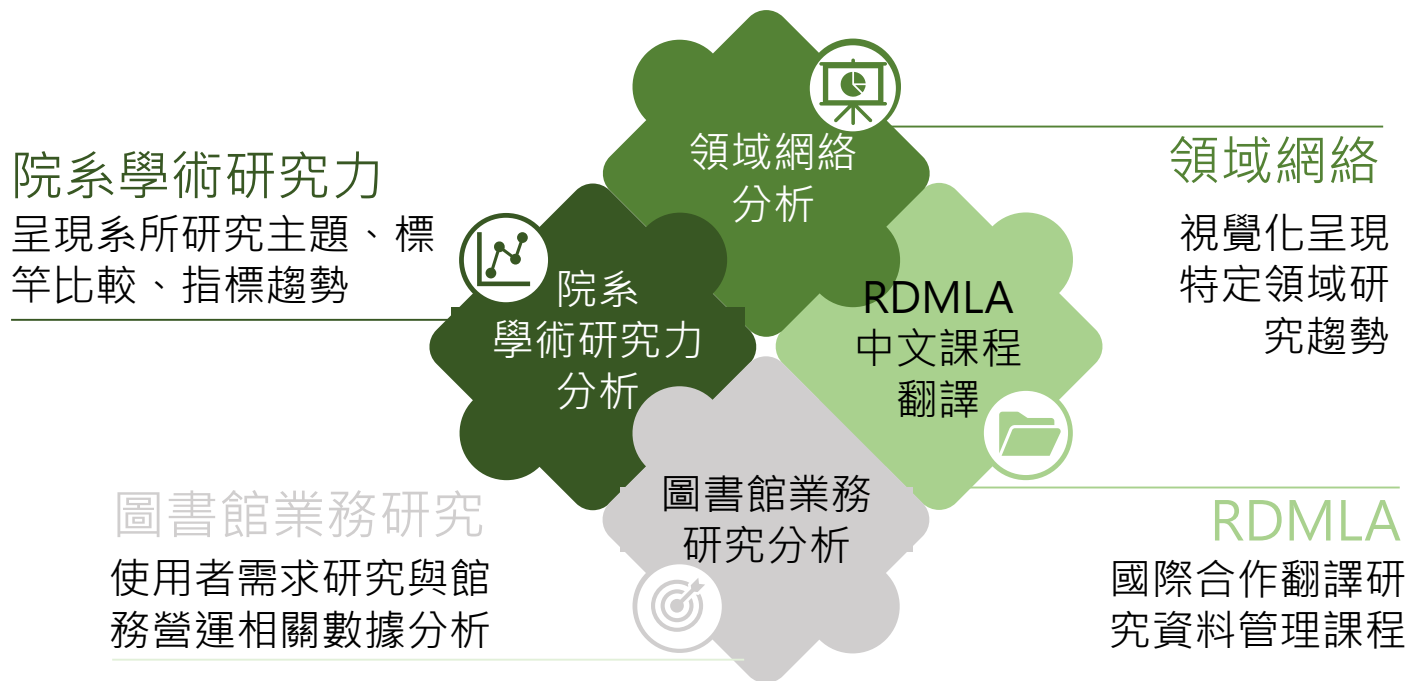 領域網絡
分析
院系學術研究力
呈現系所研究主題、標
竿比較、指標趨勢
領域網絡
視覺化呈現
特定領域研
究趨勢
院系
學術研究力
分析
RDMLA
中文課程
翻譯
圖書館業務
研究分析
圖書館業務研究
使用者需求研究與館
務營運相關數據分析
RDMLA
國際合作翻譯研
究資料管理課程